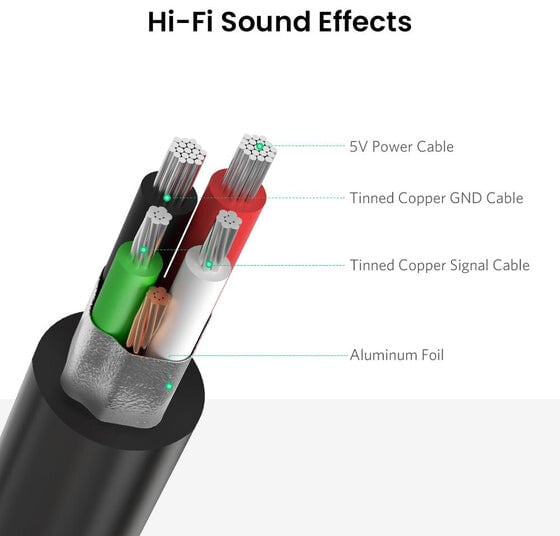 Hi-Fi Sound Effects
5V Power Cable
Tinned Copper GND Cable
Tinned Copper Signal Cable
Aluminum Foil